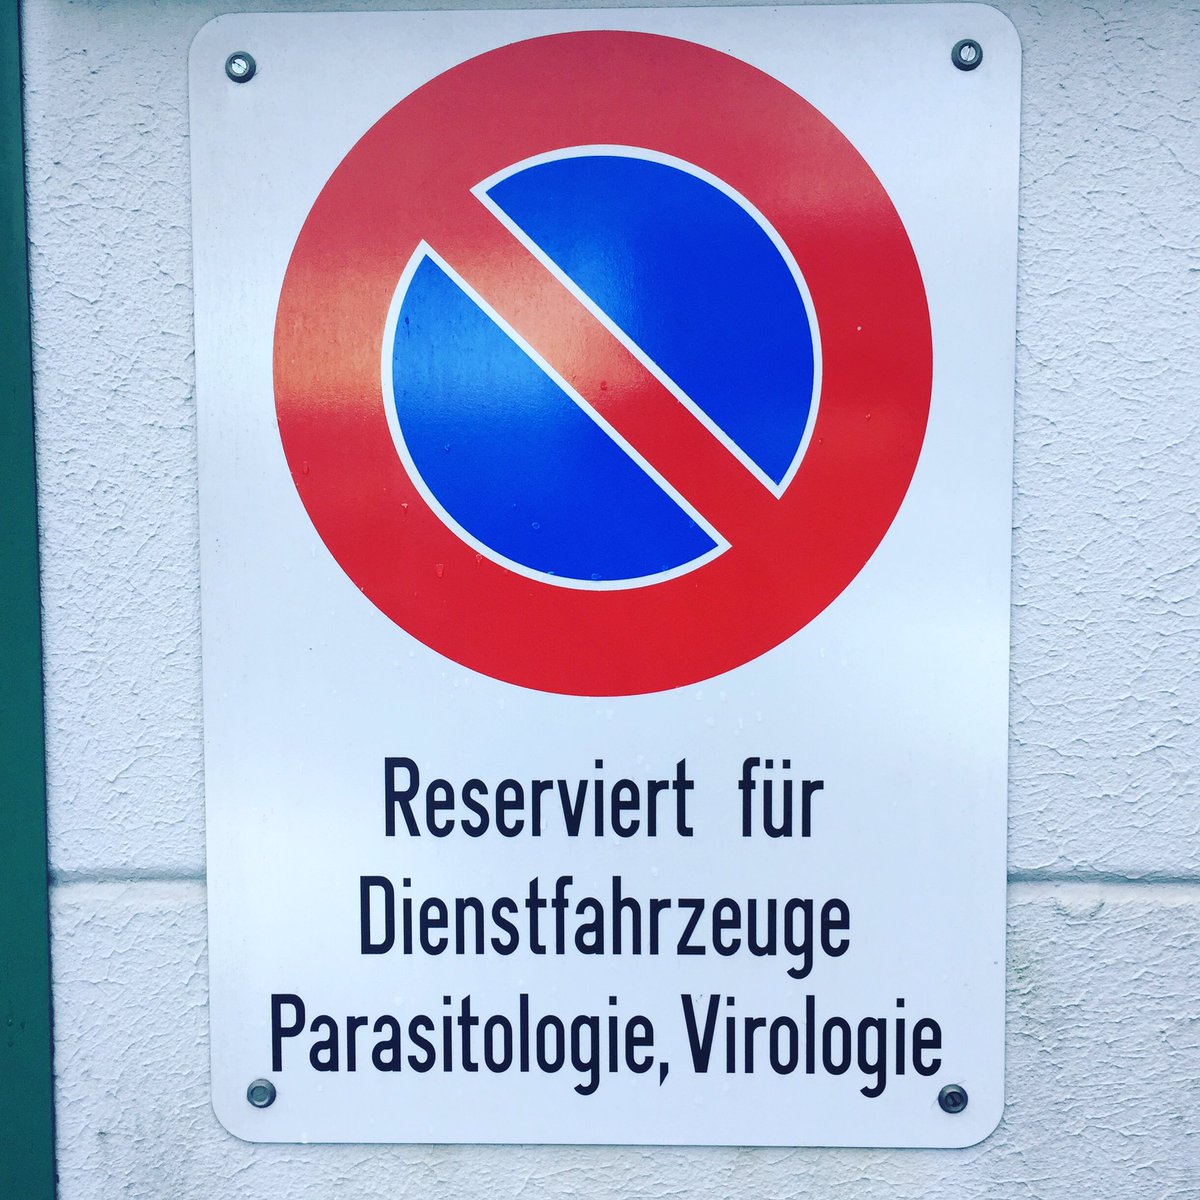 Reserviert für
Dienstfahrzeuge
Parasitologie, Virologie